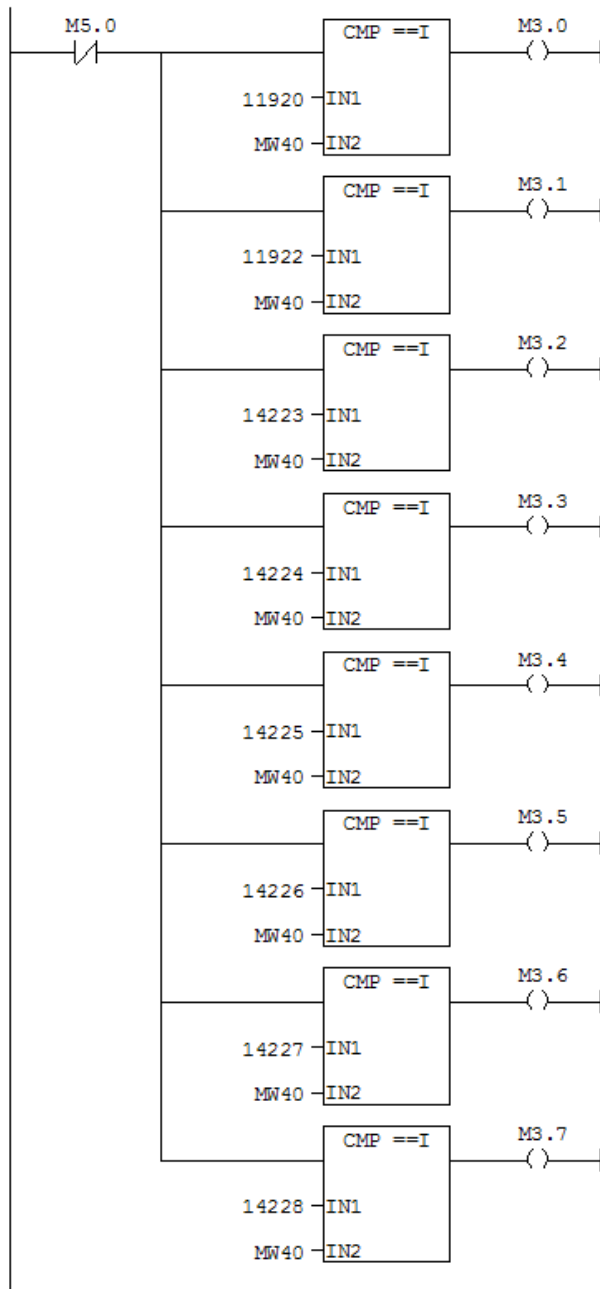 M5.0
CMP ==I
M3.0
11920 IN1
MW40 IN2
CMP ==I
M3.1
11922 IN1
MW40 IN2
CMP ==I
M3.2
14223 IN1
MW40 IN2
CMP ==I
M3.3
14224 IN1
MW40 IN2
CMP ==I
M3.4
14225 IN1
MW40 IN2
CMP ==I
M3.5
14226 IN1
MW40 IN2
CMP ==I
M3.6
14227 IN1
MW40 IN2
CMP ==I
M3.7
14228 IN1
MW40 IN2